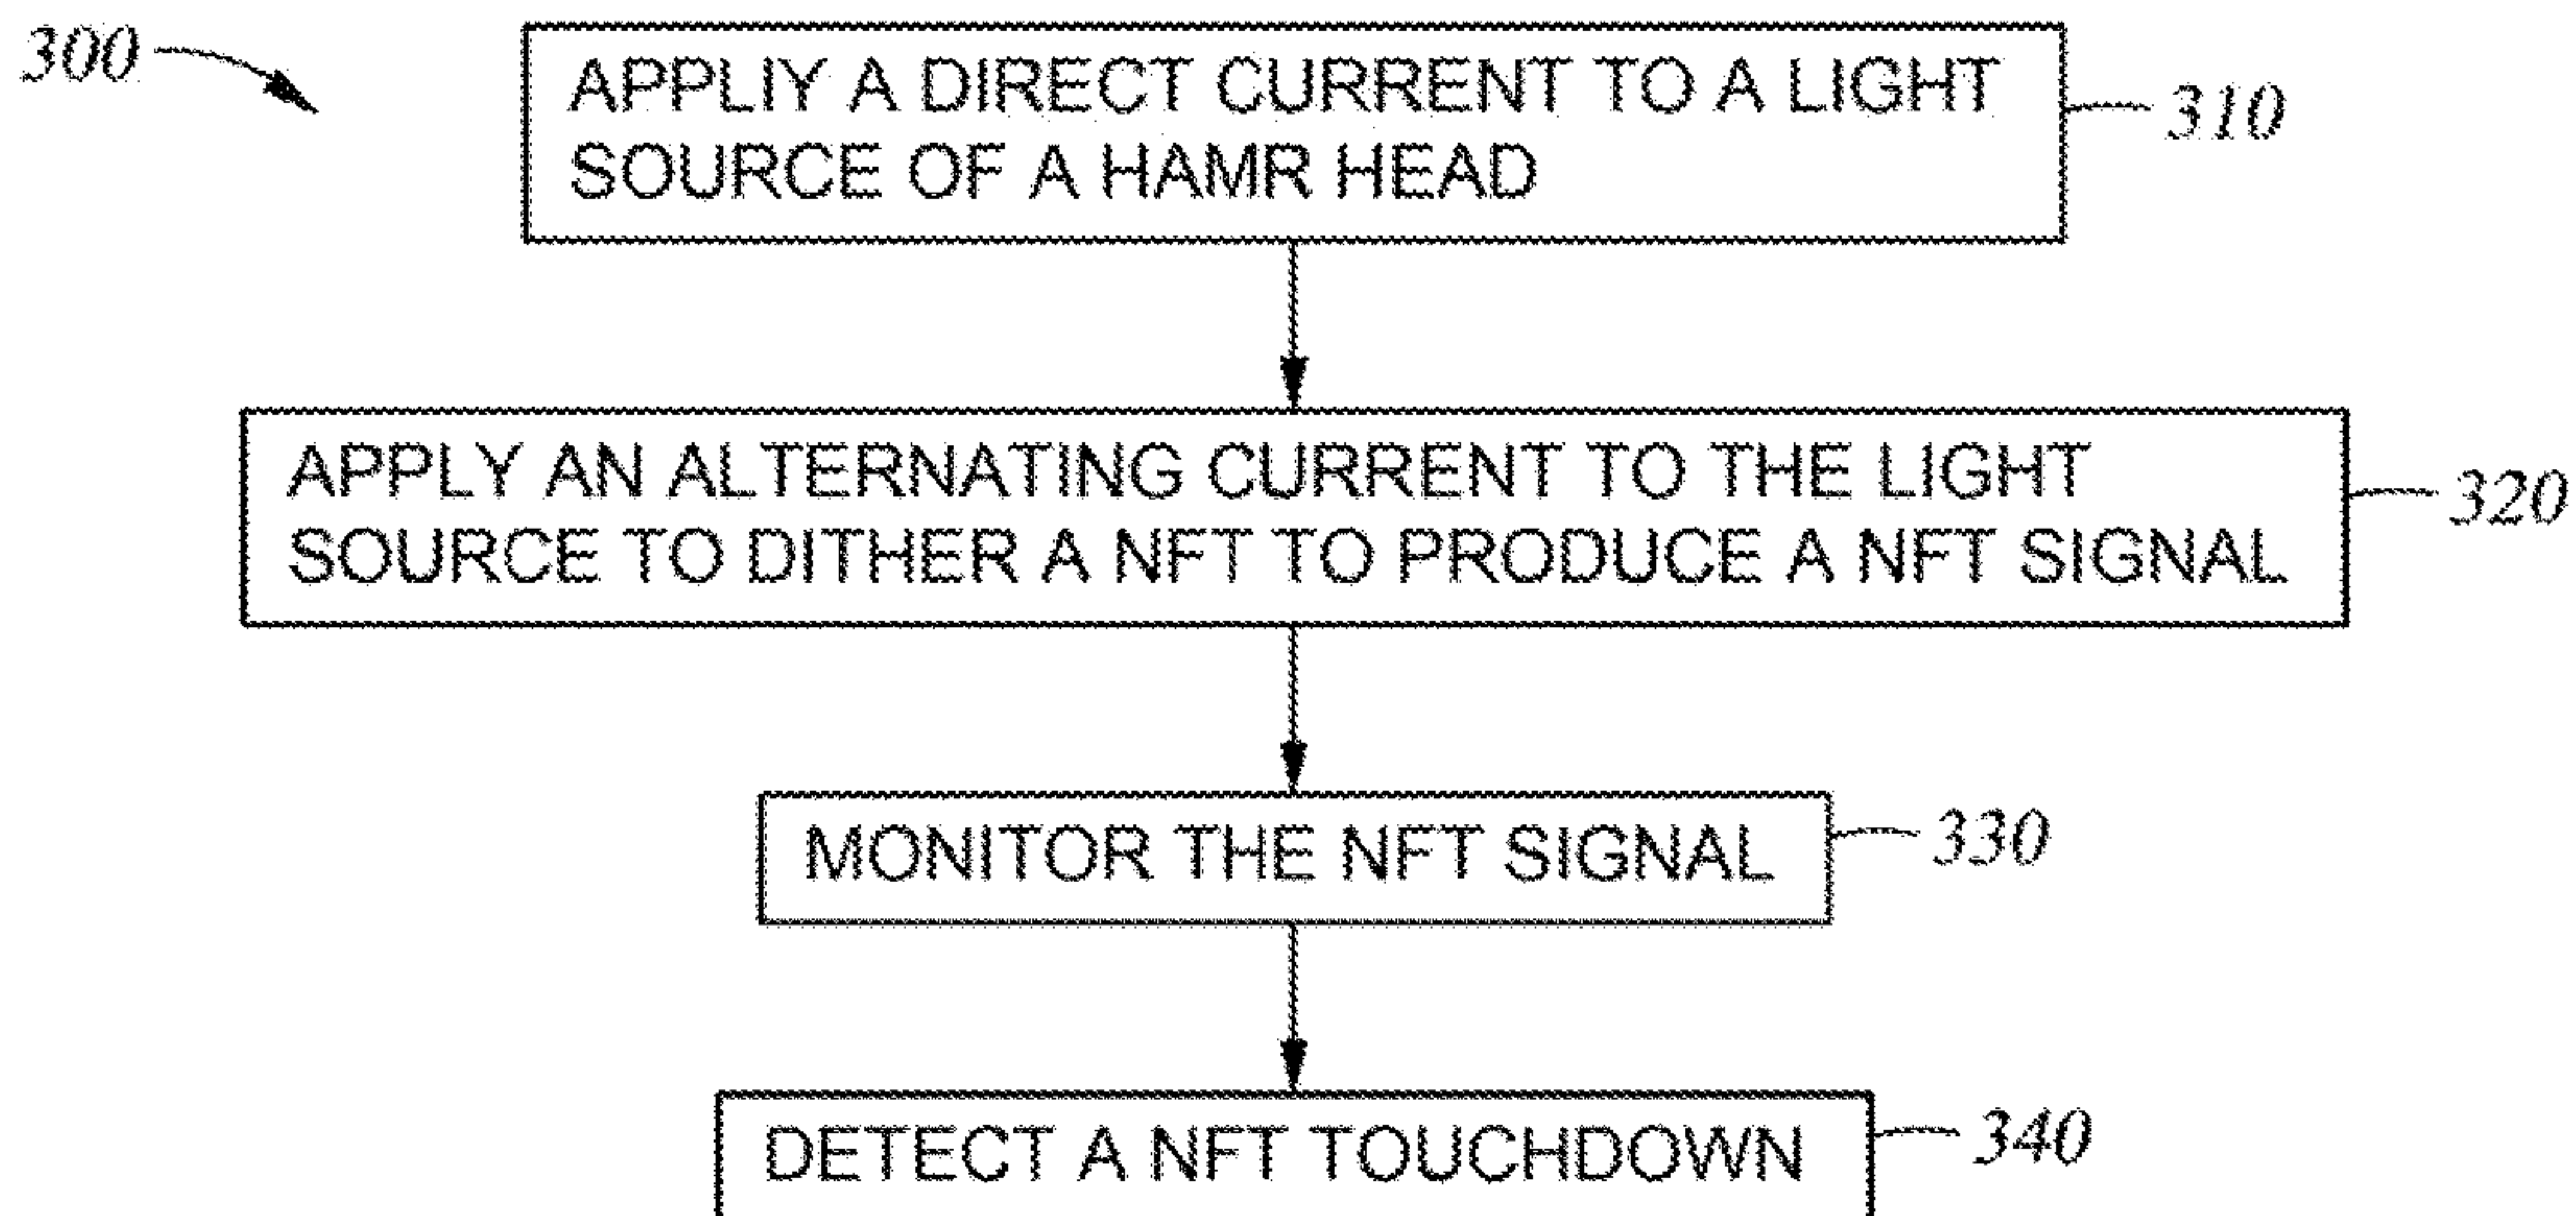 300
APPLIY A DIRECT CURRENT TO A LIGHT
SOURCE OF A HAMR HEAD
310
APPLY AN ALTERNATING CURRENT TO THE LIGHT
SOURCE TO DITHER A NFT TO PRODUCE A NFT SIGNAL
320
MONITOR THE NFT SIGNAL
330
DETECT A NFT TOUCHDOWN
340